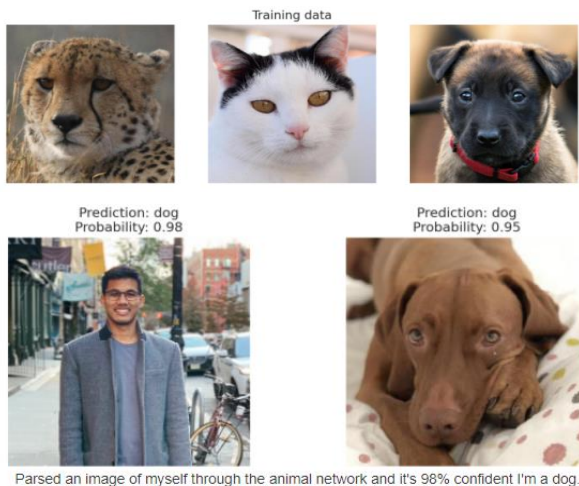 Training data
Prediction: dog
Probability: 0.98
Prediction: dog
Probability: 0.95
Parsed an image of myself through the animal network and it's 98% confident I'm a dog.